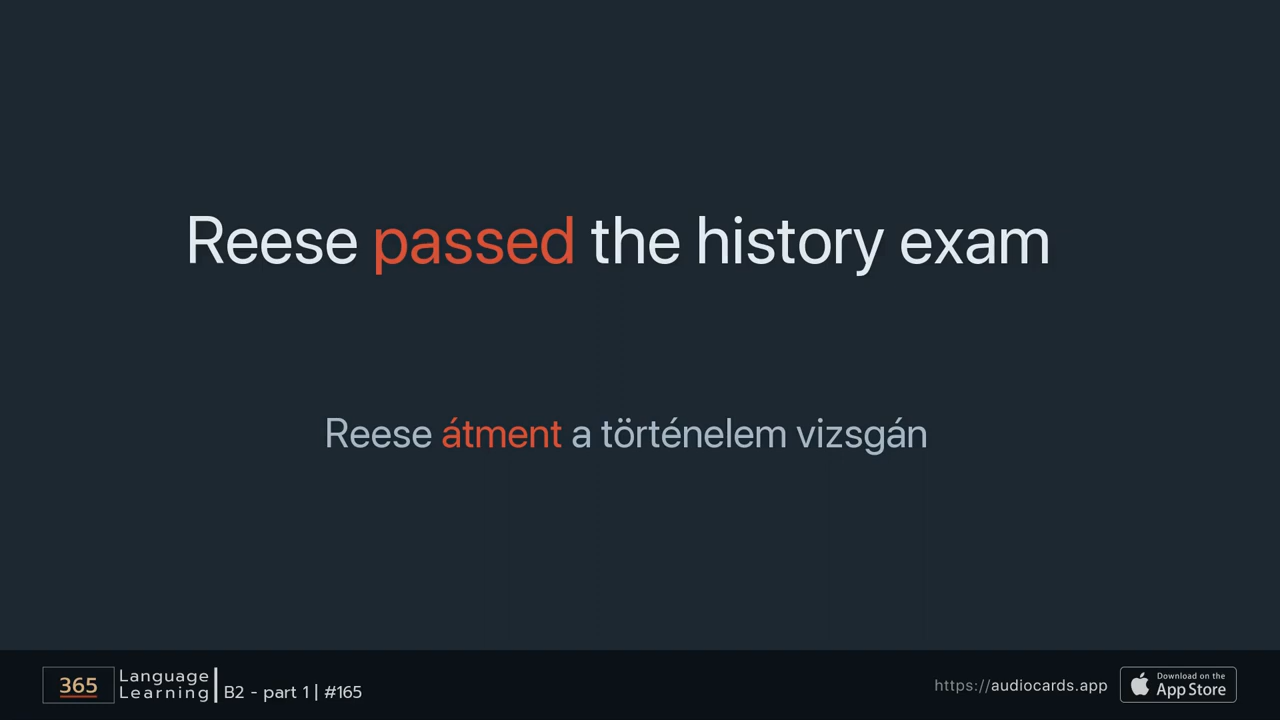 Reese passed the history exam
Reese átment a történelem vizsgán
365
Language
Learning
B2 - part 1 | #165
https://audiocards.app
Download on the
App Store